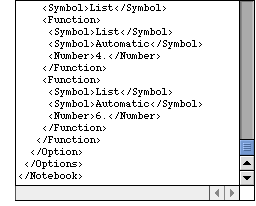 <Symbol>List</Symbol>
<Function>
<Symbol>List</Symbol>
<Symbol>Automatic</Symbol>
<Number>4.</Number>
</Function>
<Function>
<Symbol>List</Symbol>
<Symbol>Automatic</Symbol>
<Number>6.</Number>
</Function>
</Function>
</Option>
</Options>
</Notebook>